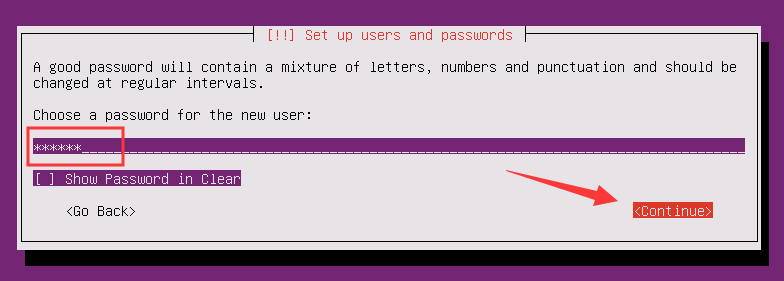 [!!] Set up users and passwords
A good password will contain a mixture of letters, numbers and punctuation and should be
changed at regular intervals.
Choose a password for the new user:
******
[ ] Show Password in Clear
<Go Back> <Continue>